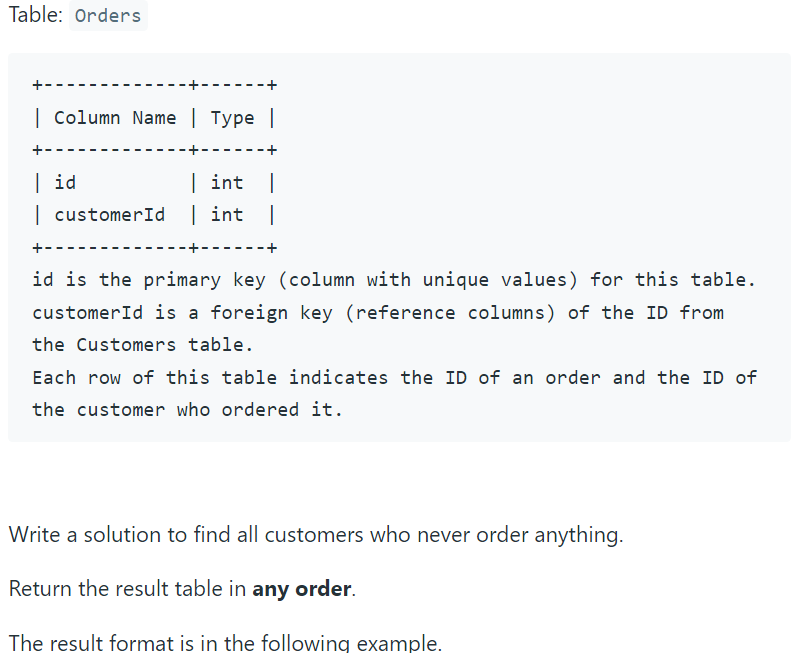 Table: Orders
+-------------+------+
| Column Name | Type |
+-------------+------+
| id          | int  |
| customerId  | int  |
+-------------+------+
id is the primary key (column with unique values) for this table.
customerId is a foreign key (reference columns) of the ID from
the Customers table.
Each row of this table indicates the ID of an order and the ID of
the customer who ordered it.
Write a solution to find all customers who never order anything.
Return the result table in any order.
The result format is in the following example.